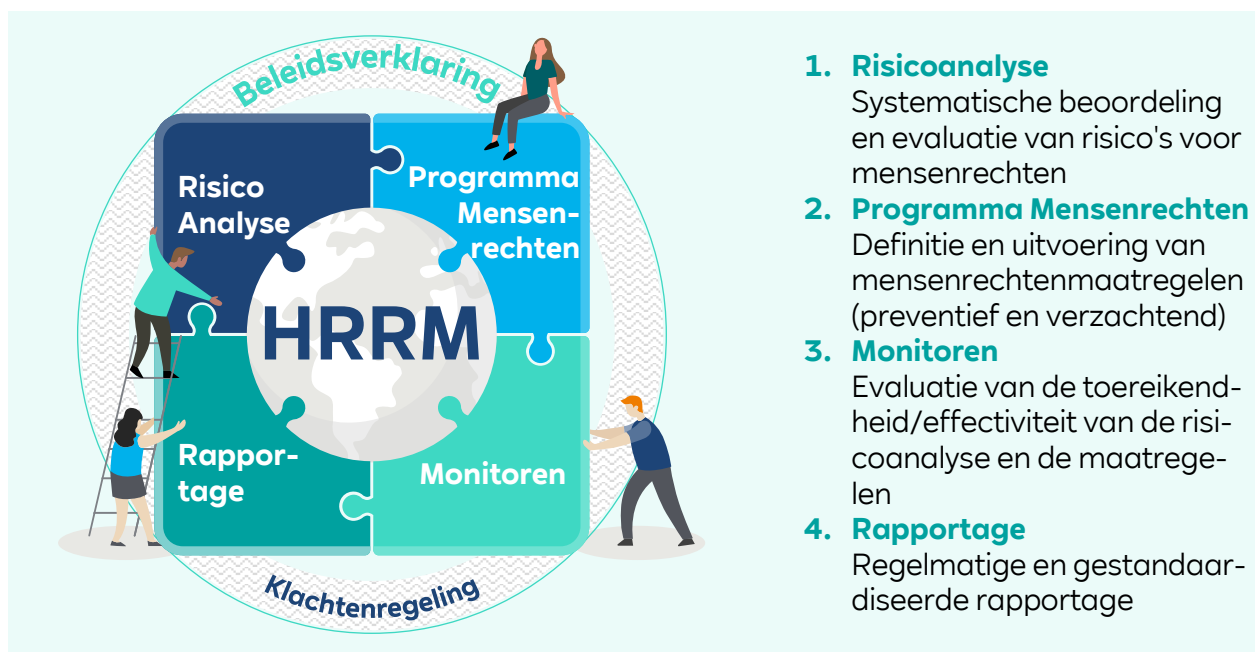 Beleidsverklaring
Risico
Analyse
Programma
Mensen-
rechten
HRRM
Rappor-
tage
Monitoren
Klachtenregeling
1. Risicoanalyse
Systematische beoordeling
en evaluatie van risico's voor
mensenrechten
2. Programma Mensenrechten
Definitie en uitvoering van
mensenrechtenmaatregelen
(preventief en verzachtend)
3. Monitoren
Evaluatie van de toereikend-
heid/effectiviteit van de risi-
coanalyse en de maatrege-
len
4. Rapportage
Regelmatige en gestandaar-
diseerde rapportage